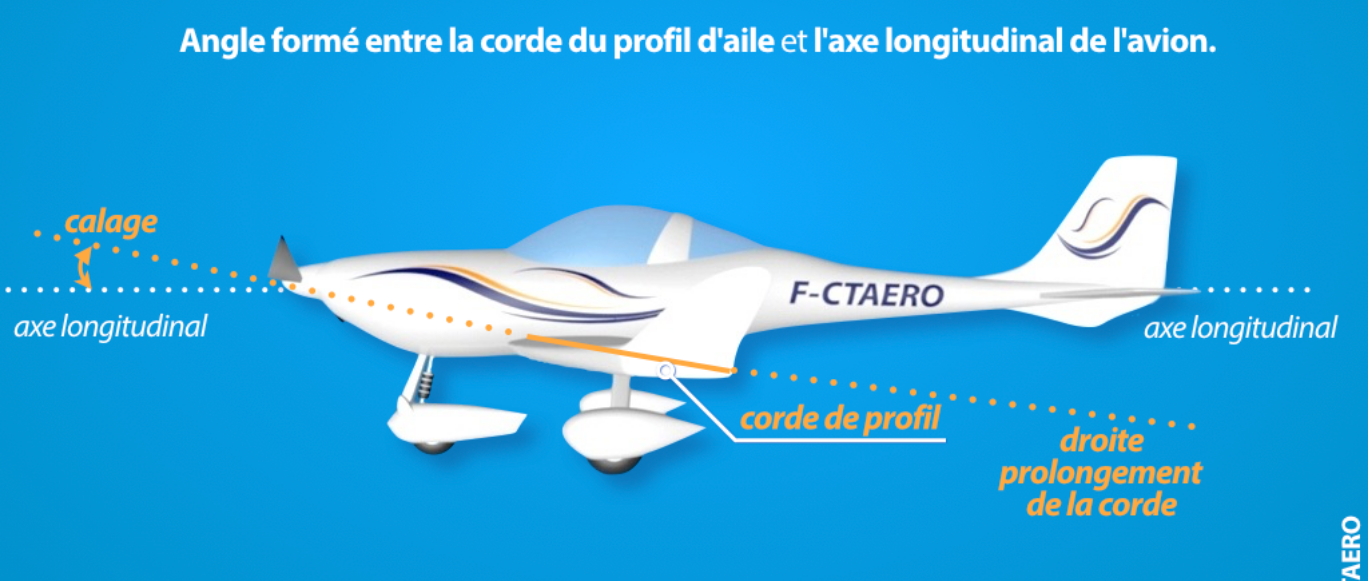 Angle formé entre la corde du profil d'aile et l'axe longitudinal de l'avion.
calage
axe longitudinal
F-CTAERO
axe longitudinal
corde de profil
droite
prolongement
de la corde